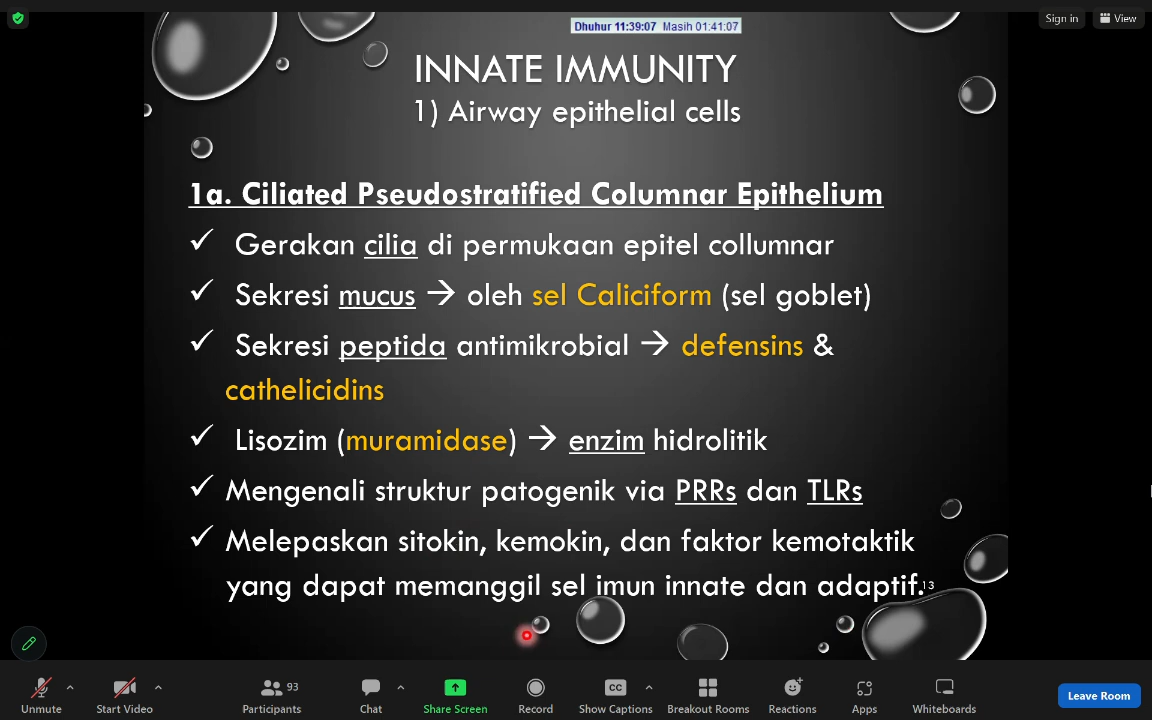 Dhuhur 11:39:07 Masih 01:41:07
Sign in
View
INNATE IMMUNITY
1) Airway epithelial cells
1a. Ciliated Pseudostratified Columnar Epithelium
✓ Gerakan cilia di permukaan epitel collumnar
✓ Sekresi mucus → oleh sel Caliciform (sel goblet)
✓ Sekresi peptida antimikrobial → defensins &
cathelicidins
✓ Lisozim (muramidase) → enzim hidrolitik
✓ Mengenali struktur patogenik via PRRs dan TLRs
✓ Melepaskan sitokin, kemokin, dan faktor kemotaktik
yang dapat memanggil sel imun innate dan adaptif.
13
Unmute
Start Video
Participants
93
Chat
Share Screen
Record
CC
Show Captions
Breakout Rooms
Reactions
Apps
Whiteboards
Leave Room